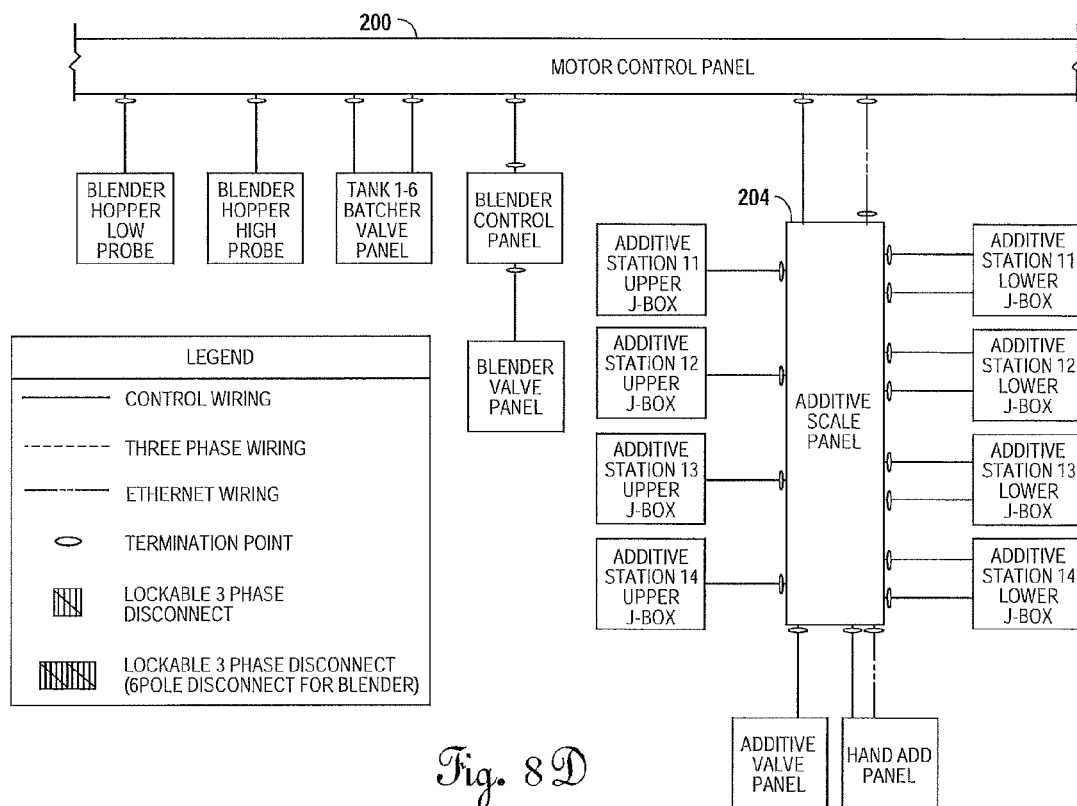 200
MOTOR CONTROL PANEL
BLENDER
HOPPER
LOW
PROBE
BLENDER
HOPPER
HIGH
PROBE
TANK 1-6
BATCHER
VALVE
PANEL
BLENDER
CONTROL
PANEL
BLENDER
VALVE
PANEL
204
ADDITIVE
STATION 11
UPPER
J-BOX
ADDITIVE
STATION 12
UPPER
J-BOX
ADDITIVE
STATION 13
UPPER
J-BOX
ADDITIVE
STATION 14
UPPER
J-BOX
ADDITIVE
SCALE
PANEL
ADDITIVE
STATION 11
LOWER
J-BOX
ADDITIVE
STATION 12
LOWER
J-BOX
ADDITIVE
STATION 13
LOWER
J-BOX
ADDITIVE
STATION 14
LOWER
J-BOX
LEGEND
CONTROL WIRING
THREE PHASE WIRING
ETHERNET WIRING
TERMINATION POINT
LOCKABLE 3 PHASE
DISCONNECT
LOCKABLE 3 PHASE DISCONNECT
(6POLE DISCONNECT FOR BLENDER)
ADDITIVE
VALVE
PANEL
HAND ADD
PANEL
Fig. 8D